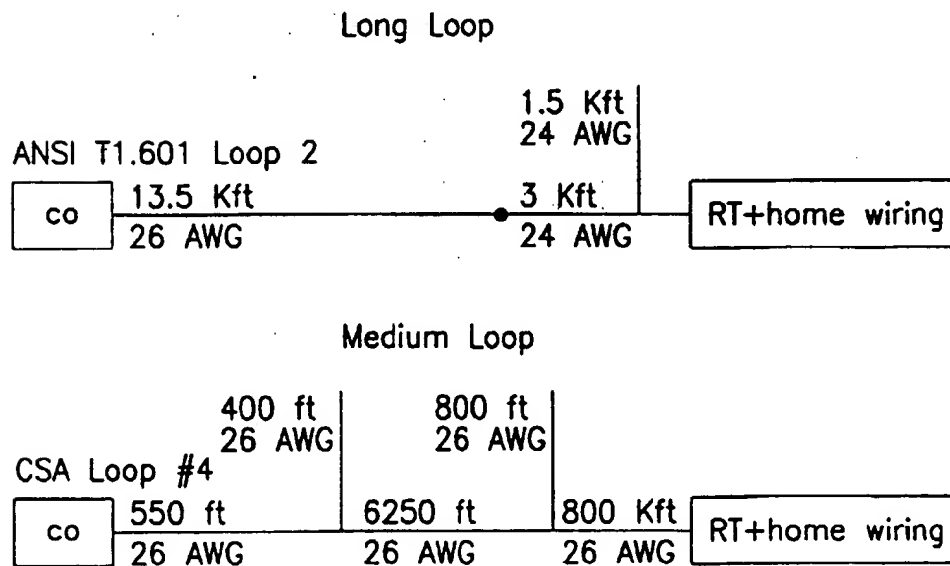 Long Loop
1.5 Kft
24 AWG
ANSI T1.601 Loop 2
CO
13.5 Kft
26 AWG
3 Kft
24 AWG
RT+home wiring
Medium Loop
400 ft
26 AWG
800 ft
26 AWG
CSA Loop #4
CO
550 ft
26 AWG
6250 ft
26 AWG
800 Kft
26 AWG
RT+home wiring